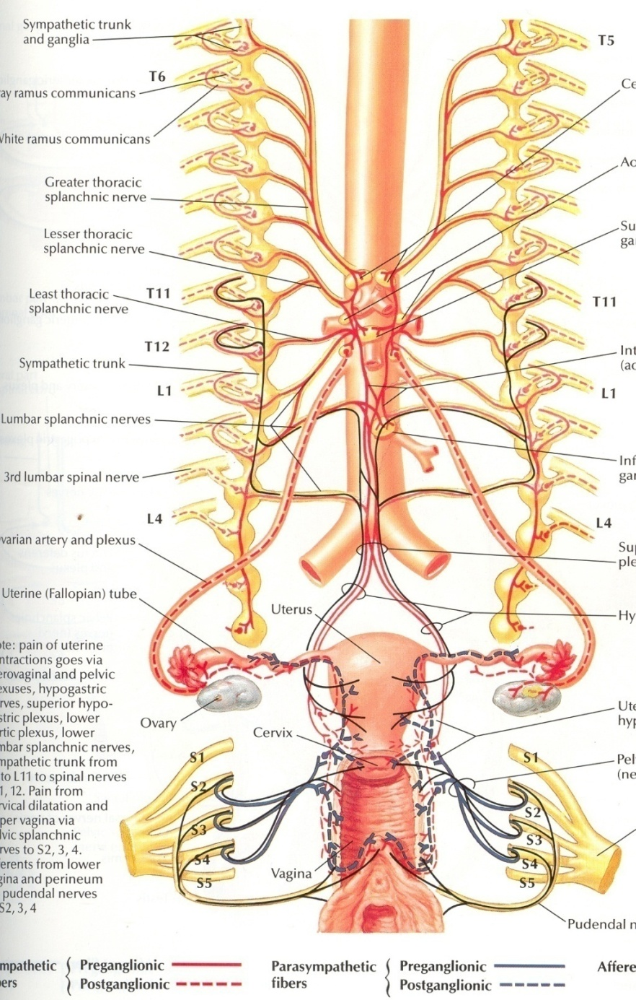 Sympathetic trunk
and ganglia
T5
T6
ay ramus communicans
Ce
White ramus communicans
Ao
Greater thoracic
splanchnic nerve
Lesser thoracic
splanchnic nerve
Su
gar
Least thoracic
splanchnic nerve
T11
T11
T12
Sympathetic trunk
Int
(ao
L1
L1
Lumbar splanchnic nerves
3rd lumbar spinal nerve
Inf
gar
L4
L4
varian artery and plexus
Sup
ple
Uterine (Fallopian) tube
Uterus
Hy
ote: pain of uterine
ntractions goes via
erovaginal and pelvic
exuses, hypogastric
rves, superior hypo-
stric plexus, lower
rtic plexus, lower
mbar splanchnic nerves,
mpathetic trunk from
to L11 to spinal nerves
1, 12. Pain from
rvical dilatation and
per vagina via
lvic splanchnic
rves to S2, 3, 4.
ferents from lower
gina and perineum
pudendal nerves
S2, 3, 4
Ovary
Cervix
Ute
hyp
S1
S1
Pel
(ne
S2
S2
S3
S3
S4
S4
S5
S5
Vagina
Pudendal n
mpathetic
ers
Preganglionic
Postganglionic
Parasympathetic
fibers
Preganglionic
Postganglionic
Affere